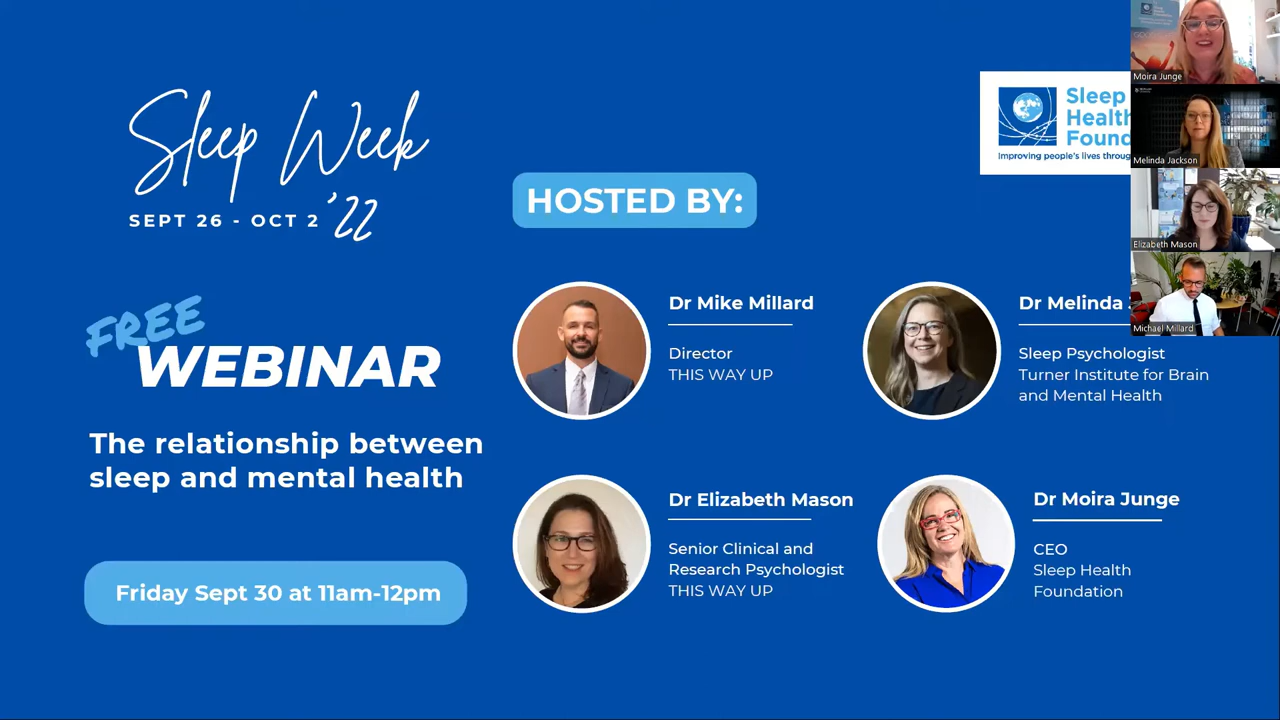 Sleep Week
SEPT 26 - OCT 2 '22
FREE
WEBINAR
The relationship between
sleep and mental health
Friday Sept 30 at 11am-12pm
HOSTED BY:
Dr Mike Millard
Director
THIS WAY UP
Dr Melinda
Sleep Psychologist
Turner Institute for Brain
and Mental Health
Dr Elizabeth Mason
Senior Clinical and
Research Psychologist
THIS WAY UP
Dr Moira Junge
CEO
Sleep Health
Foundation
Sleep
Health
Found
Improving people's lives throug
Moira Junge
Melinda Jackson
Elizabeth Mason
Michael Millard